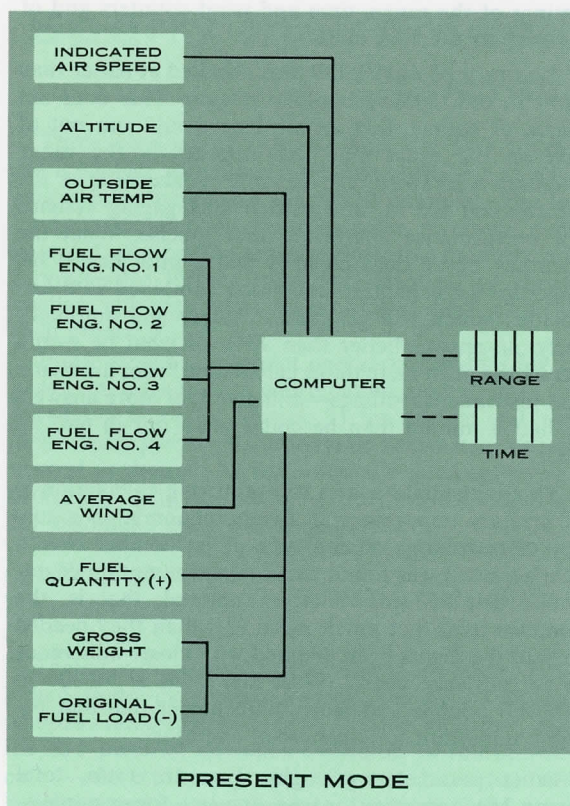 INDICATED
AIR SPEED
ALTITUDE
OUTSIDE
AIR TEMP
FUEL FLOW
ENG. NO. 1
FUEL FLOW
ENG. NO. 2
FUEL FLOW
ENG. NO. 3
FUEL FLOW
ENG. NO. 4
AVERAGE
WIND
FUEL
QUANTITY (+)
GROSS
WEIGHT
ORIGINAL
FUEL LOAD (-)
COMPUTER
RANGE
TIME
PRESENT MODE